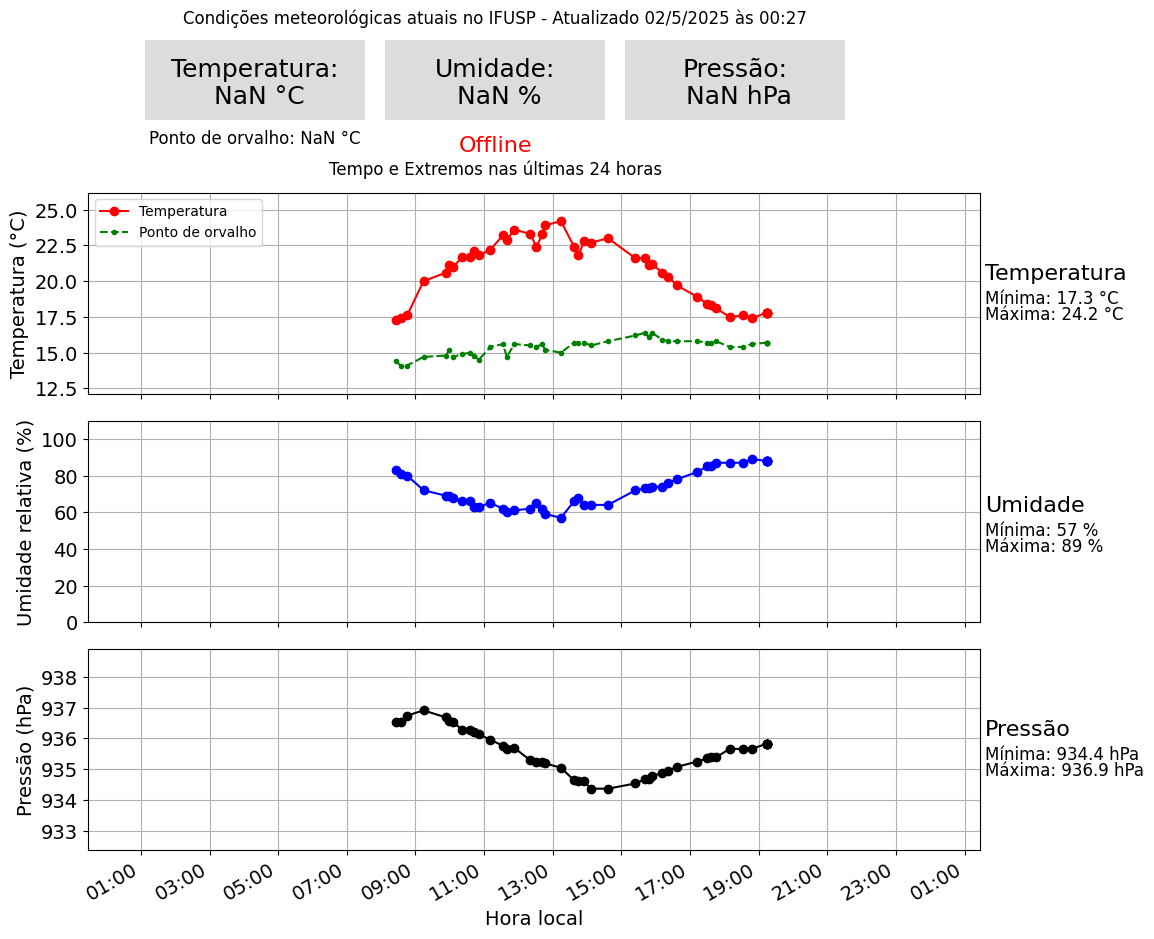 Condições meteorológicas atuais no IFUSP - Atualizado 02/5/2025 às 00:27
Temperatura:
NaN °C
Umidade:
NaN %
Pressão:
NaN hPa
Ponto de orvalho: NaN °C
Offline
Tempo e Extremos nas últimas 24 horas
Temperatura (°C)
25.0
22.5
20.0
17.5
15.0
12.5
Temperatura
Ponto de orvalho
Temperatura
Mínima: 17.3 °C
Máxima: 24.2 °C
Umidade relativa (%)
100
80
60
40
20
0
Umidade
Mínima: 57 %
Máxima: 89 %
Pressão (hPa)
938
937
936
935
934
933
Pressão
Mínima: 934.4 hPa
Máxima: 936.9 hPa
01:00
03:00
05:00
07:00
09:00
11:00
13:00
15:00
17:00
19:00
21:00
23:00
01:00
Hora local